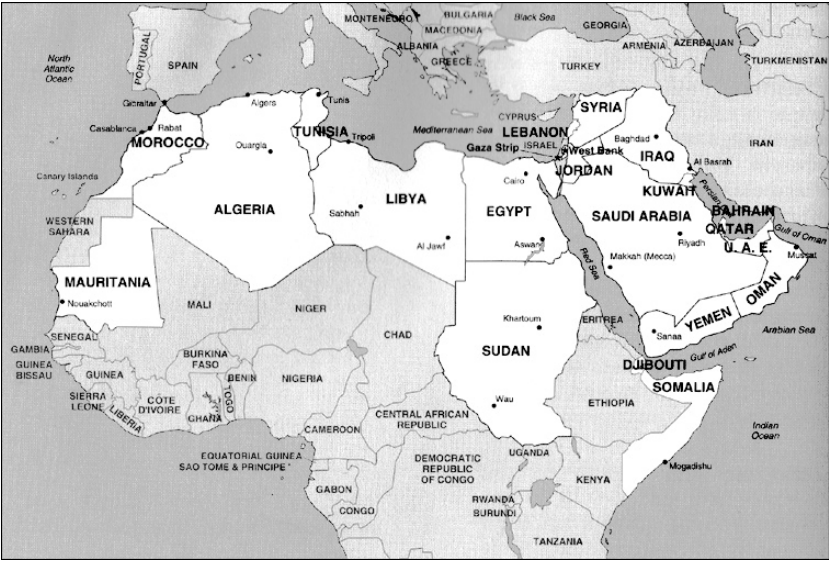 MONTENEGRO
BULGARIA
Black Sea
GEORGIA
PORTUGAL
MACEDONIA
ARMENIA
AZERBAIJAN
North
Atlantic
Ocean
SPAIN
ALBANIA
GREECE
TURKEY
TURKMENISTAN
Gibraltar
Algers
Tunis
CYPRUS
SYRIA
Casablanca
Rabat
MOROCCO
TUNISIA
Tripoli
Mediterranean Sea
LEBANON
Baghdad
IRAN
Ouargla
Gaza Strip
ISRAEL
West Bank
IRAQ
Al Basrah
Canary Islands
Cairo
JORDAN
KUWAIT
Persian
WESTERN
SAHARA
ALGERIA
Sabhah
LIBYA
EGYPT
SAUDI ARABIA
BAHRAIN
QATAR
Gulf of Oman
Al Jawf
Aswan
Riyadh
U. A. E.
Muscat
MAURITANIA
Red Sea
Makkah (Mecca)
OMAN
Nouakchott
MALI
NIGER
Khartoum
ERITREA
YEMEN
Sanaa
Arabian Sea
SENEGAL
CHAD
SUDAN
GAMBIA
GUINEA
BISSAU
BURKINA
FASO
DJIBOUTI
Gulf of Aden
GUINEA
BENIN
NIGERIA
SOMALIA
SIERRA
LEONE
LIBERIA
CÔTE
D'IVOIRE
GHANA
TOGO
Wau
ETHIOPIA
CENTRAL AFRICAN
REPUBLIC
Indian
Ocean
CAMEROON
EQUATORIAL GUINEA
SAO TOME & PRINCIPE
DEMOCRATIC
REPUBLIC
OF CONGO
UGANDA
KENYA
Mogadishu
GABON
CONGO
RWANDA
BURUNDI
TANZANIA